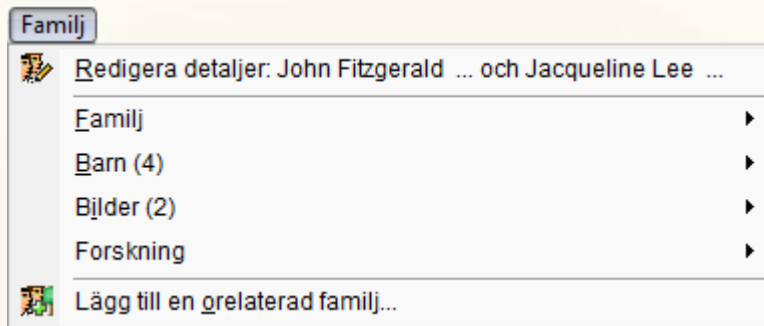 Familj
Redigera detaljer: John Fitzgerald ... och Jacqueline Lee ...
Familj
Barn (4)
Bilder (2)
Forskning
Lägg till en orelaterad familj...